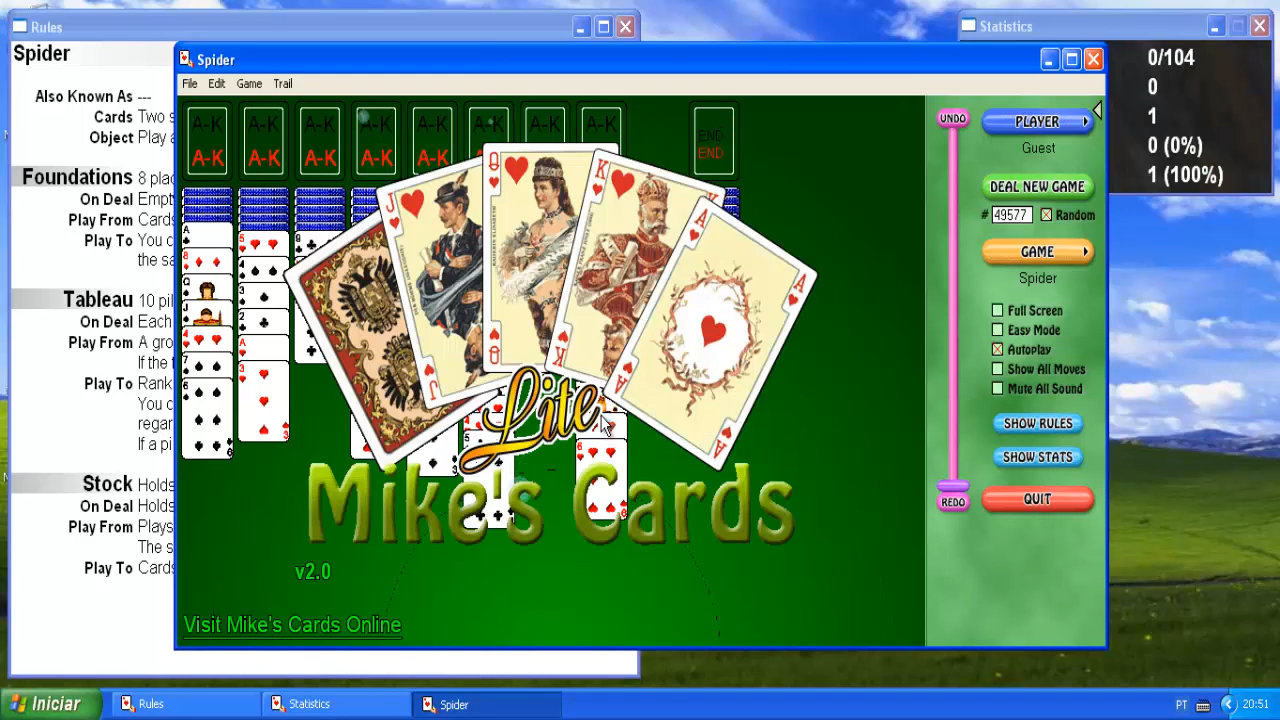 Rules
Spider
Also Known As ---
Cards Two s
Object Play a
Foundations 8 plac
On Deal Empt
Play From Cards
Play To You c
the sa
Tableau 10 pil
On Deal Each
Play From A gro
If the t
Play To Rank
You c
regar
If a pi
Stock Holds
On Deal Holds
Play From Plays
The s
Play To Cards
Spider
File Edit Game Trail
A-K A-K A-K A-K A-K A-K A-K A-K END
A-K A-K A-K A-K A-K END
Lite
Mike's Cards
v2.0
Visit Mike's Cards Online
UNDO
REDO
PLAYER
Guest
DEAL NEW GAME
# 49577 Random
GAME
Spider
Full Screen
Easy Mode
Autoplay
Show All Moves
Mute All Sound
SHOW RULES
SHOW STATS
QUIT
Statistics
0/104
0
1
0 (0%)
1 (100%)
Iniciar
Rules
Statistics
Spider
PT
20:51